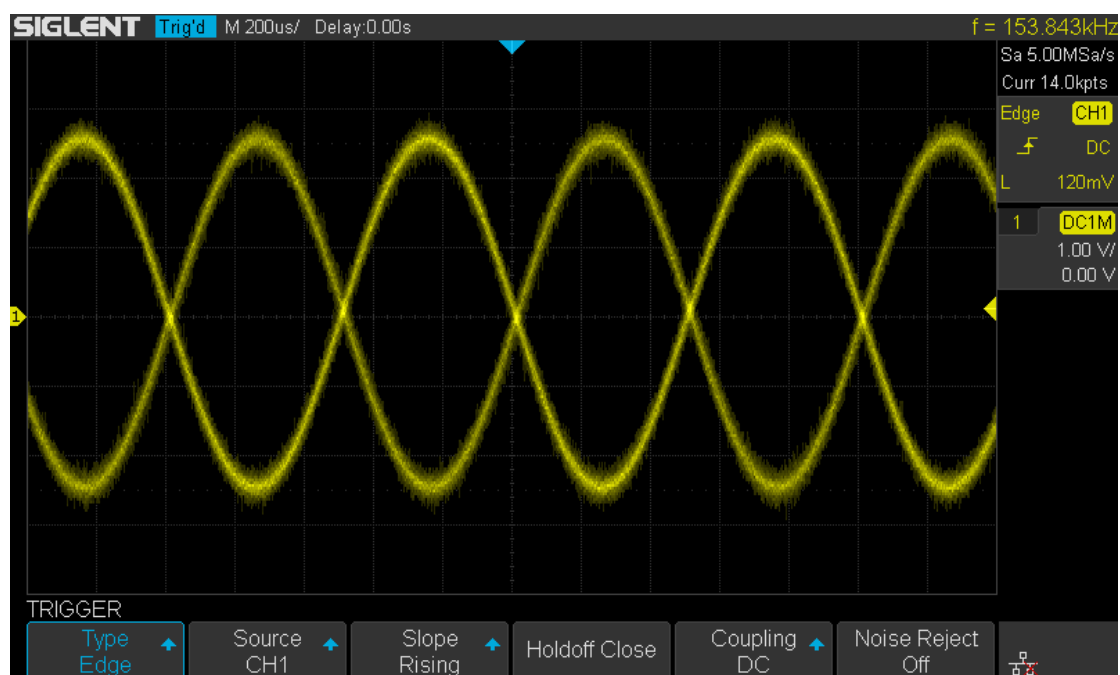 SIGLENT Trig'd M 200us/ Delay:0.00s f = 153.843kHz
Sa 5.00MSa/s
Curr 14.0kpts
Edge CH1
DC
L 120mV
1 DC1M
1.00 V/
0.00 V
1
TRIGGER
Type Source Slope Holdoff Close Coupling Noise Reject
Edge CH1 Rising DC Off